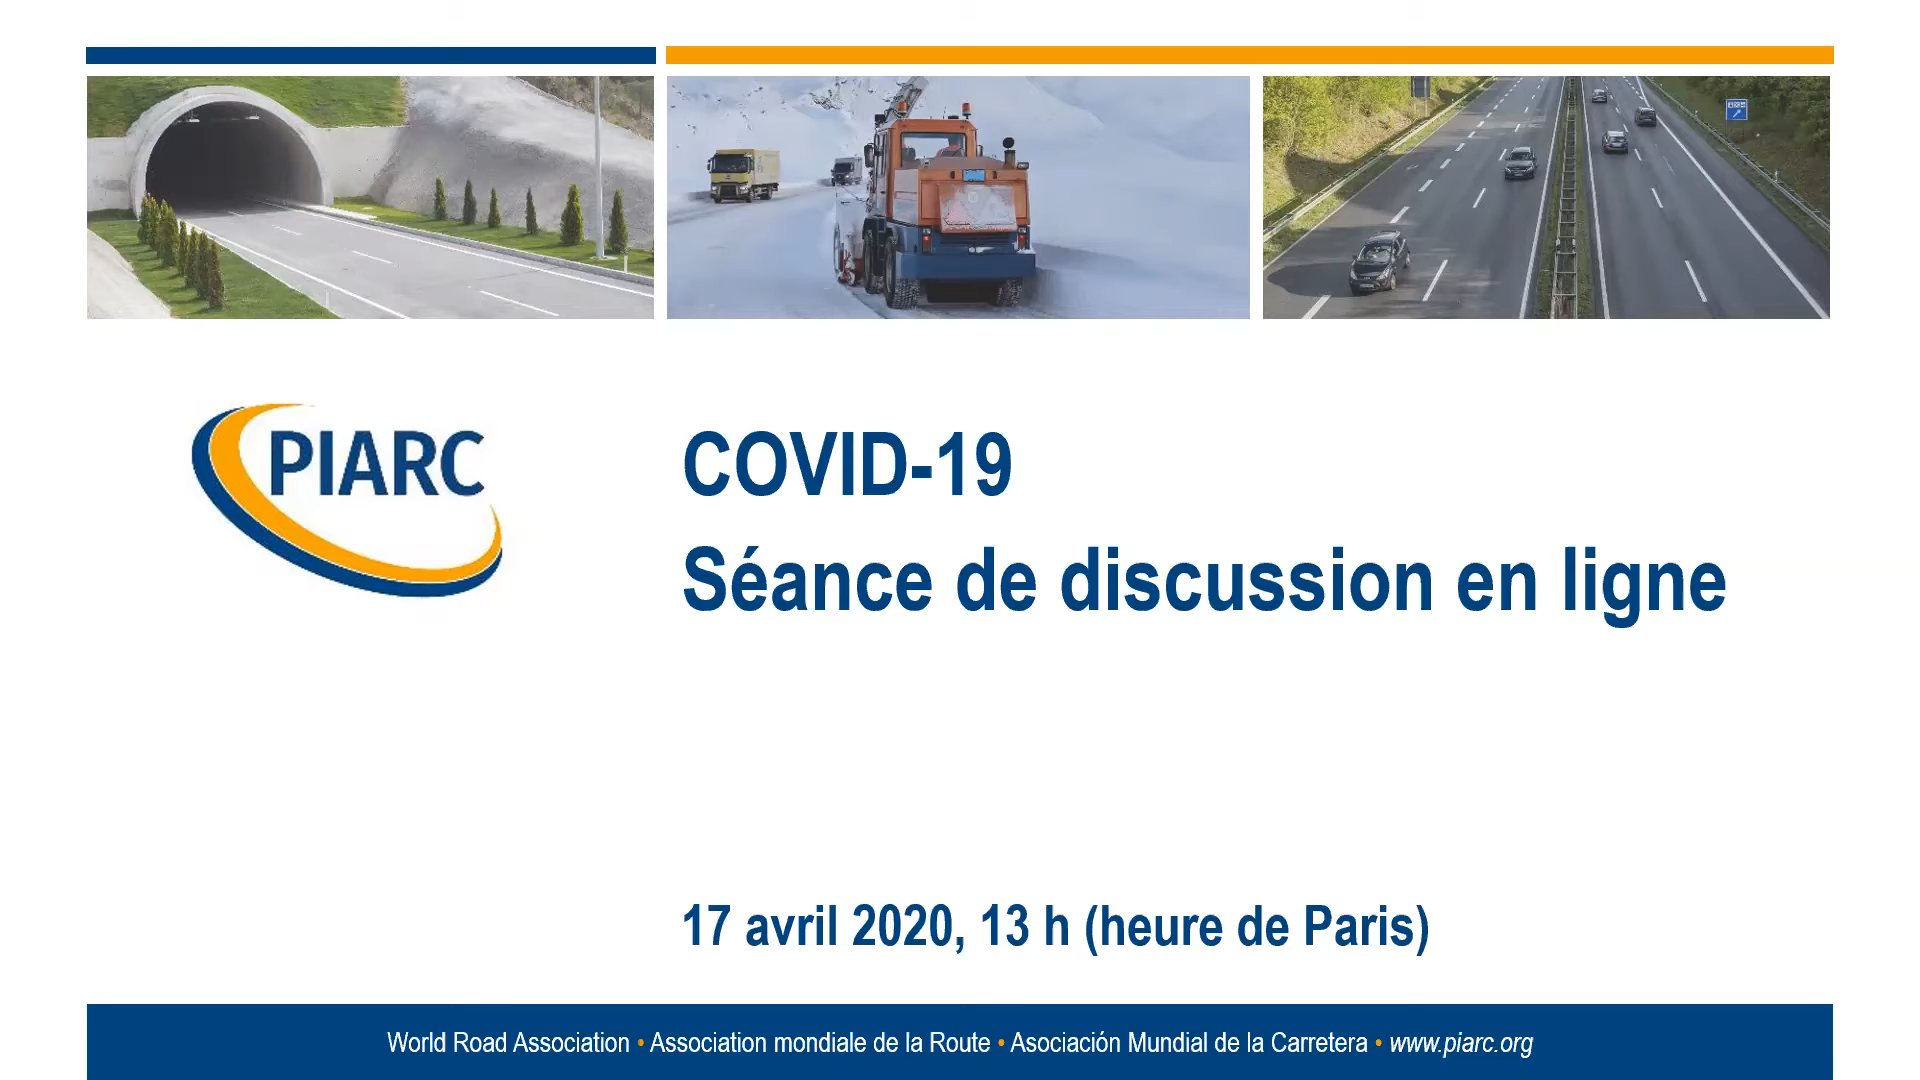 PIARC
COVID-19
Séance de discussion en ligne
17 avril 2020, 13 h (heure de Paris)
World Road Association • Association mondiale de la Route • Asociación Mundial de la Carretera • www.piarc.org